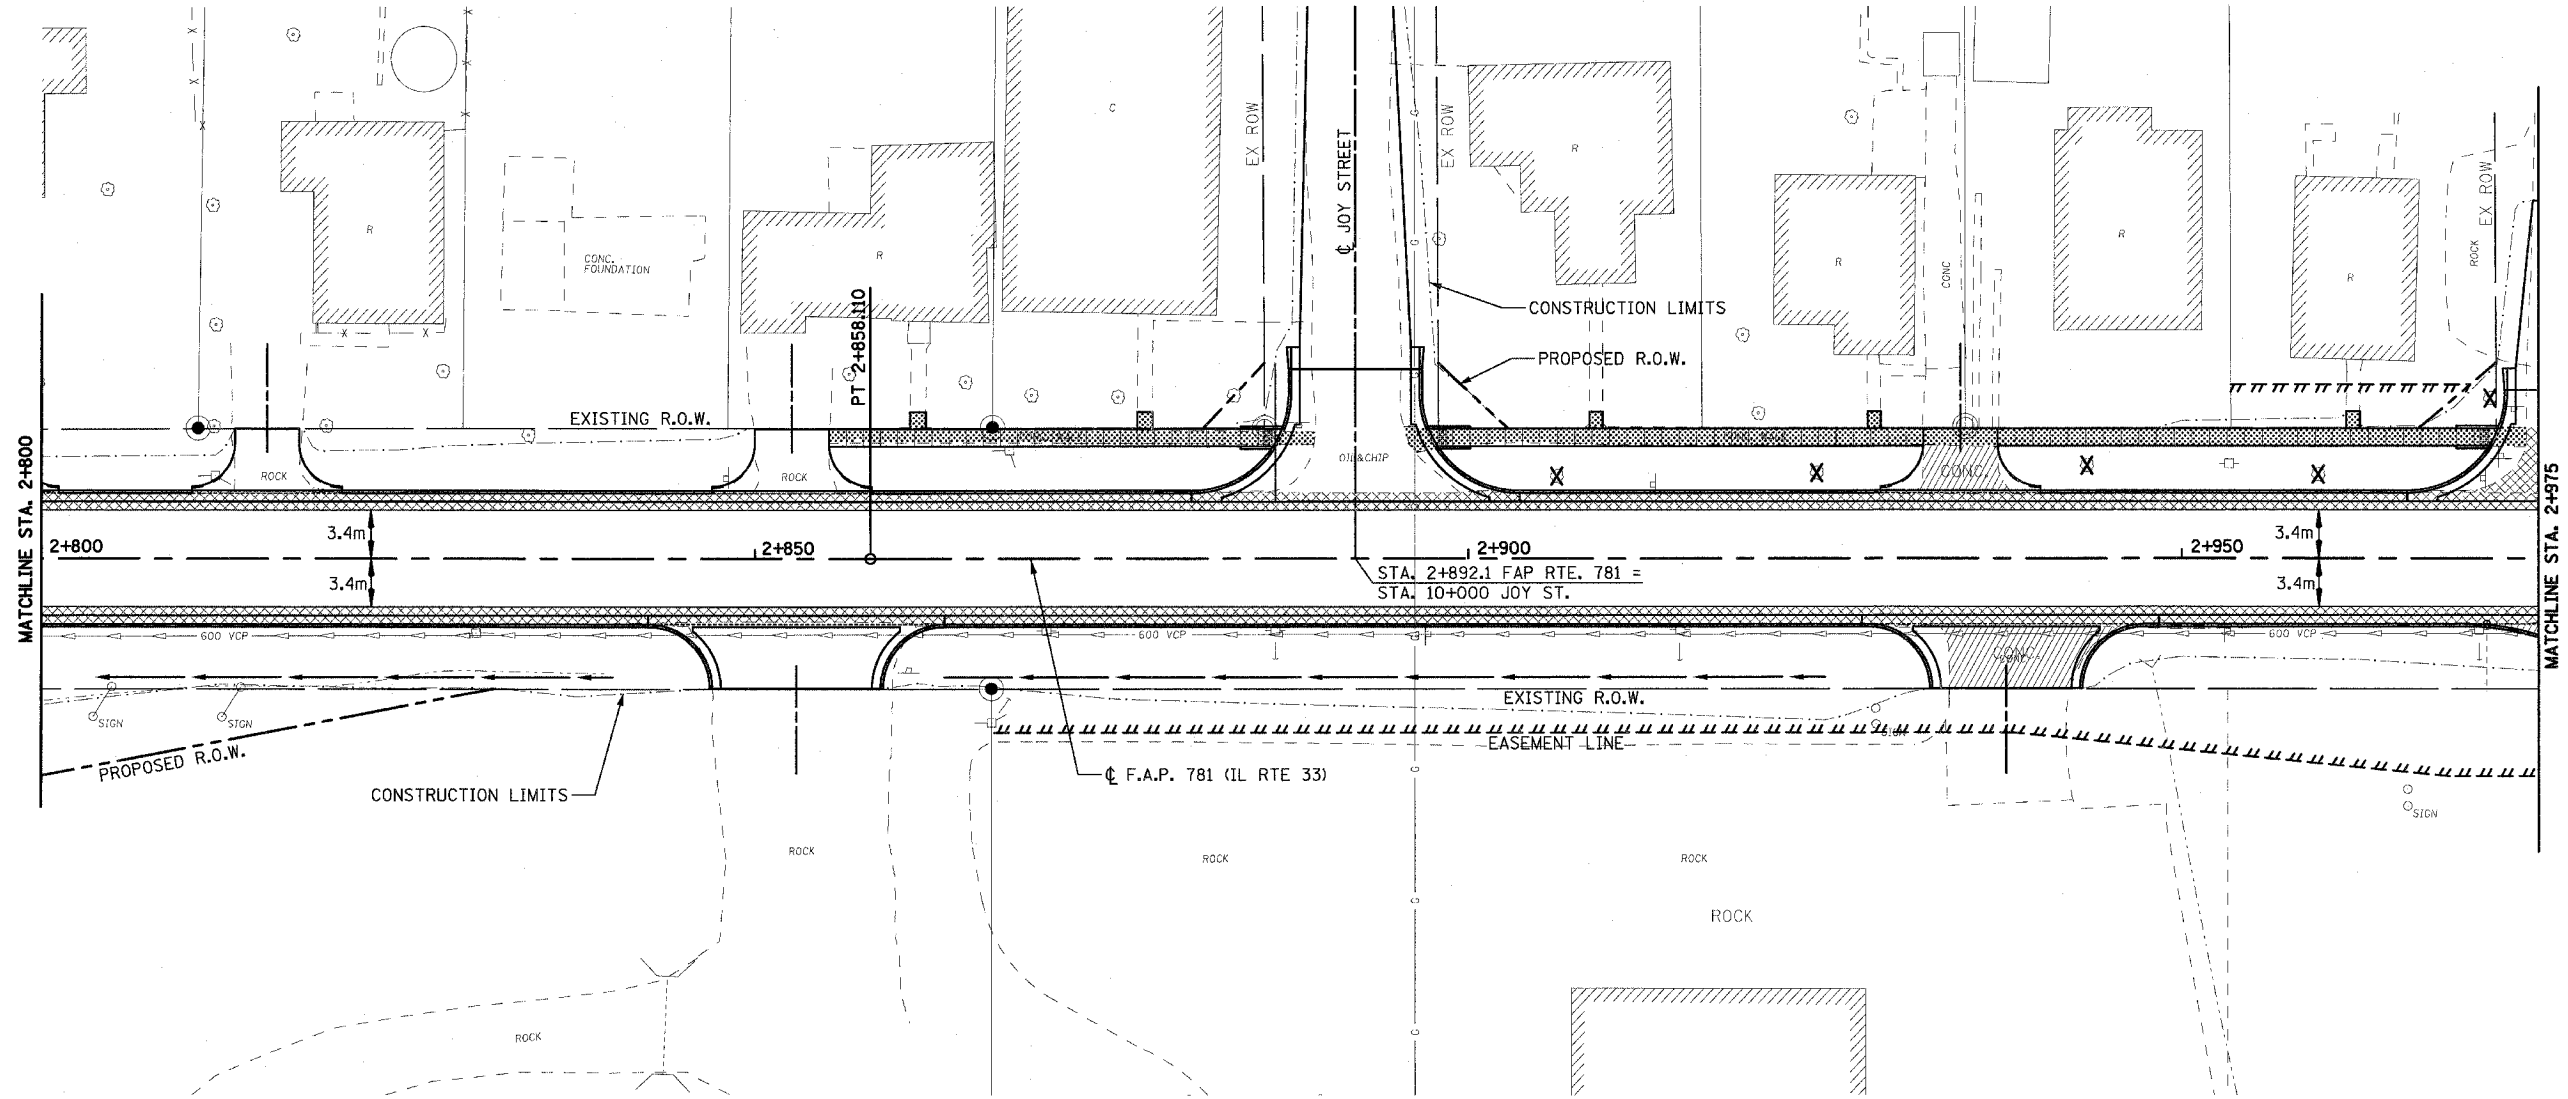 C
EX ROW
℄ JOY STREET
EX ROW
R
R
CONC.
FOUNDATION
R
CONC
R
R
R
ROCK
EX ROW
PT 2+858.110
CONSTRUCTION LIMITS
PROPOSED R.O.W.
EXISTING R.O.W.
ROCK
ROCK
OIL&CHIP
CONC.
X
X
X
X
X
MATCHLINE STA. 2+800
MATCHLINE STA. 2+975
3.4m
3.4m
2+800
2+850
2+900
2+950
3.4m
3.4m
STA. 2+892.1 FAP RTE. 781 =
STA. 10+000 JOY ST.
600 VCP
600 VCP
600 VCP
CONC.
SIGN
SIGN
EXISTING R.O.W.
SIGN
EASEMENT LINE
PROPOSED R.O.W.
℄ F.A.P. 781 (IL RTE 33)
CONSTRUCTION LIMITS
SIGN
ROCK
ROCK
ROCK
ROCK
ROCK
G
G
G
G
G
G